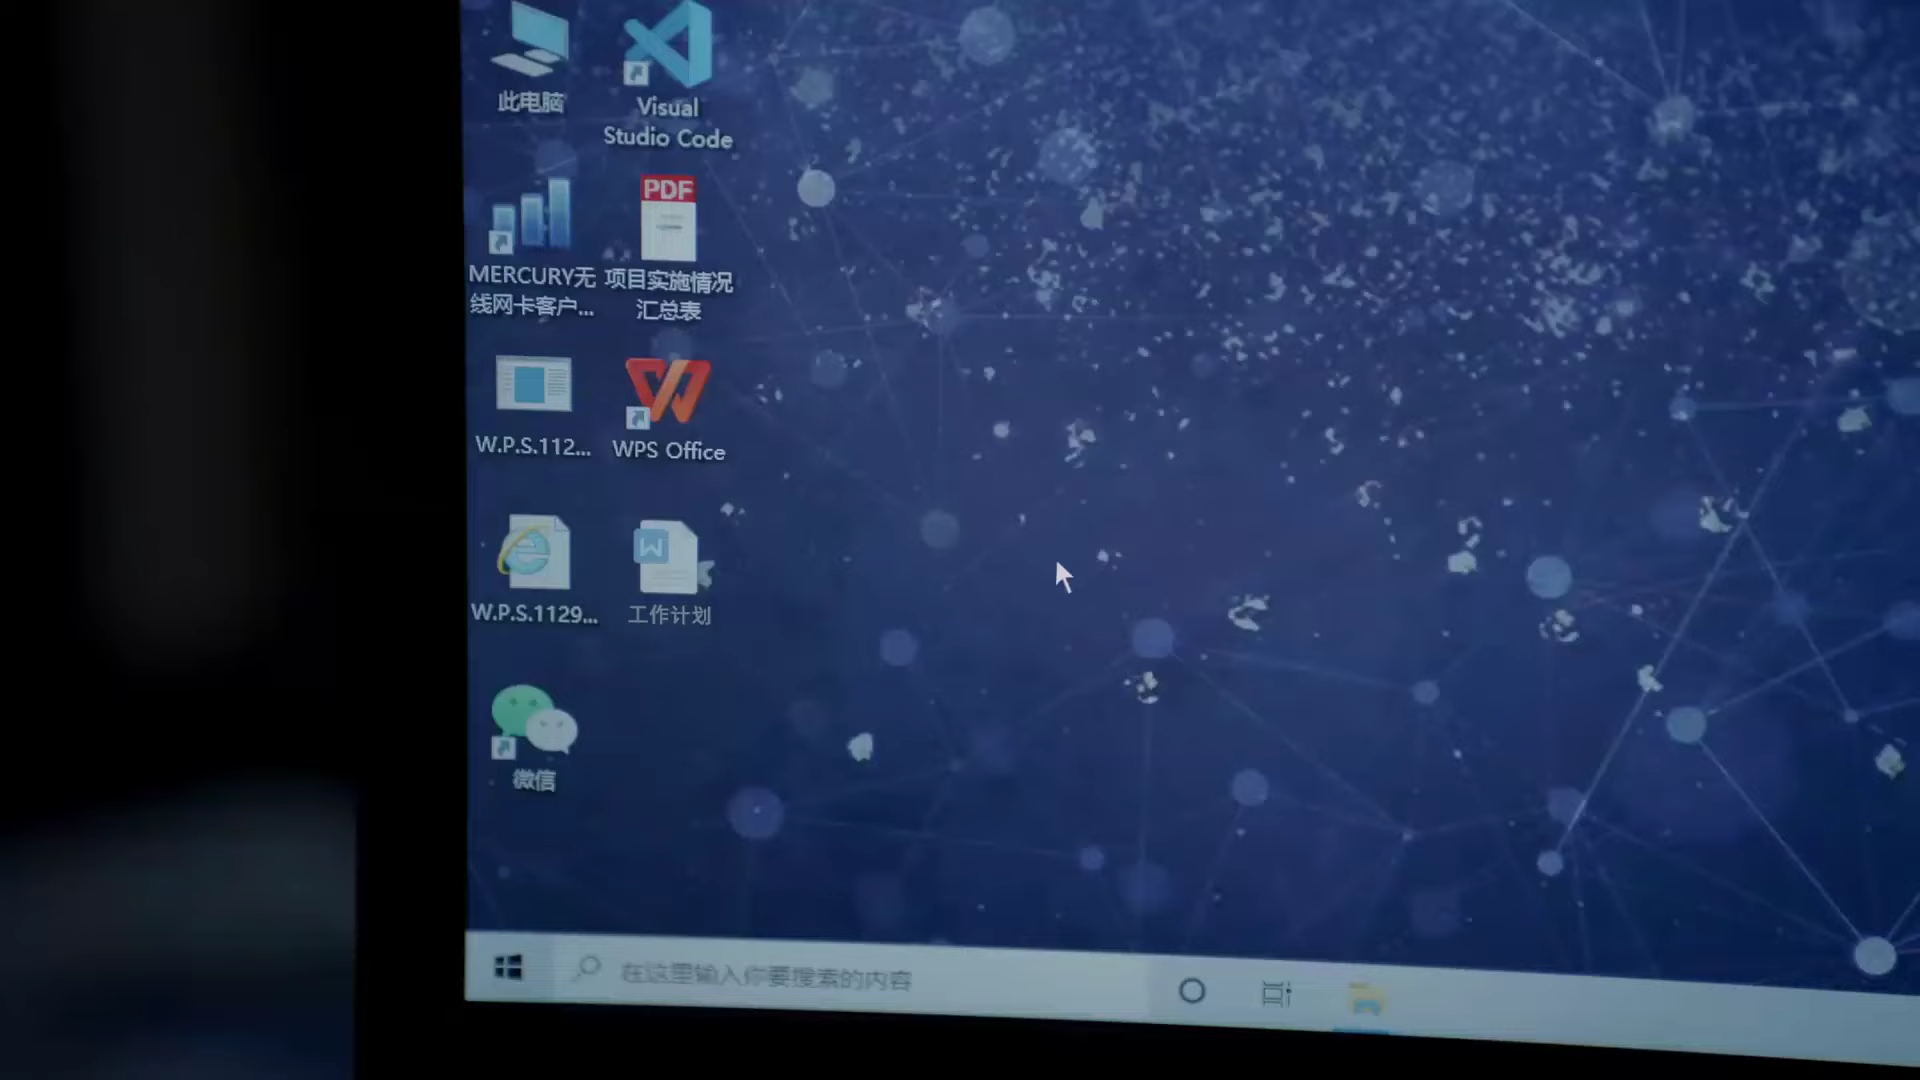 此电脑
Visual
Studio Code
MERCURY无
线网卡客户...
PDF
项目实施情况
汇总表
W.P.S.112...
WPS Office
W.P.S.1129...
W
工作计划
微信
在这里输入你要搜索的内容